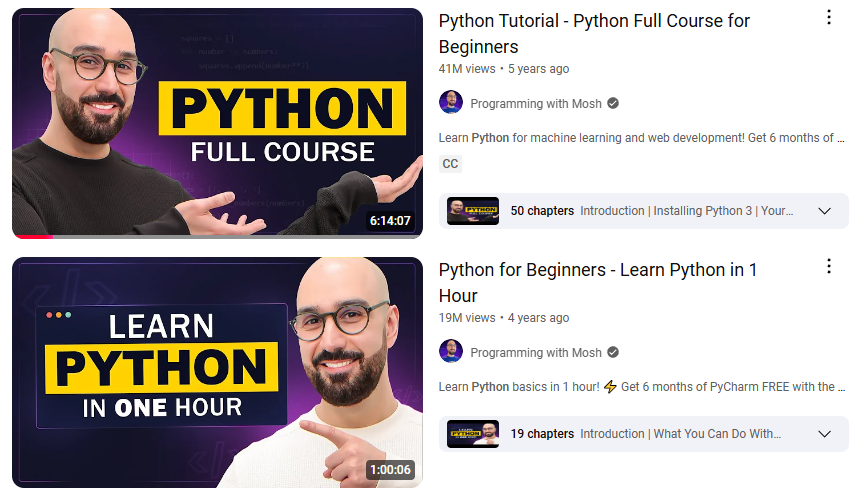 PYTHON
FULL COURSE
6:14:07
Python Tutorial - Python Full Course for
Beginners
41M views • 5 years ago
Programming with Mosh
Learn Python for machine learning and web development! Get 6 months of ...
CC
50 chapters Introduction | Installing Python 3 | Your...
LEARN
PYTHON
IN ONE HOUR
1:00:06
Python for Beginners - Learn Python in 1
Hour
19M views • 4 years ago
Programming with Mosh
Learn Python basics in 1 hour! ⚡ Get 6 months of PyCharm FREE with the ...
19 chapters Introduction | What You Can Do With...